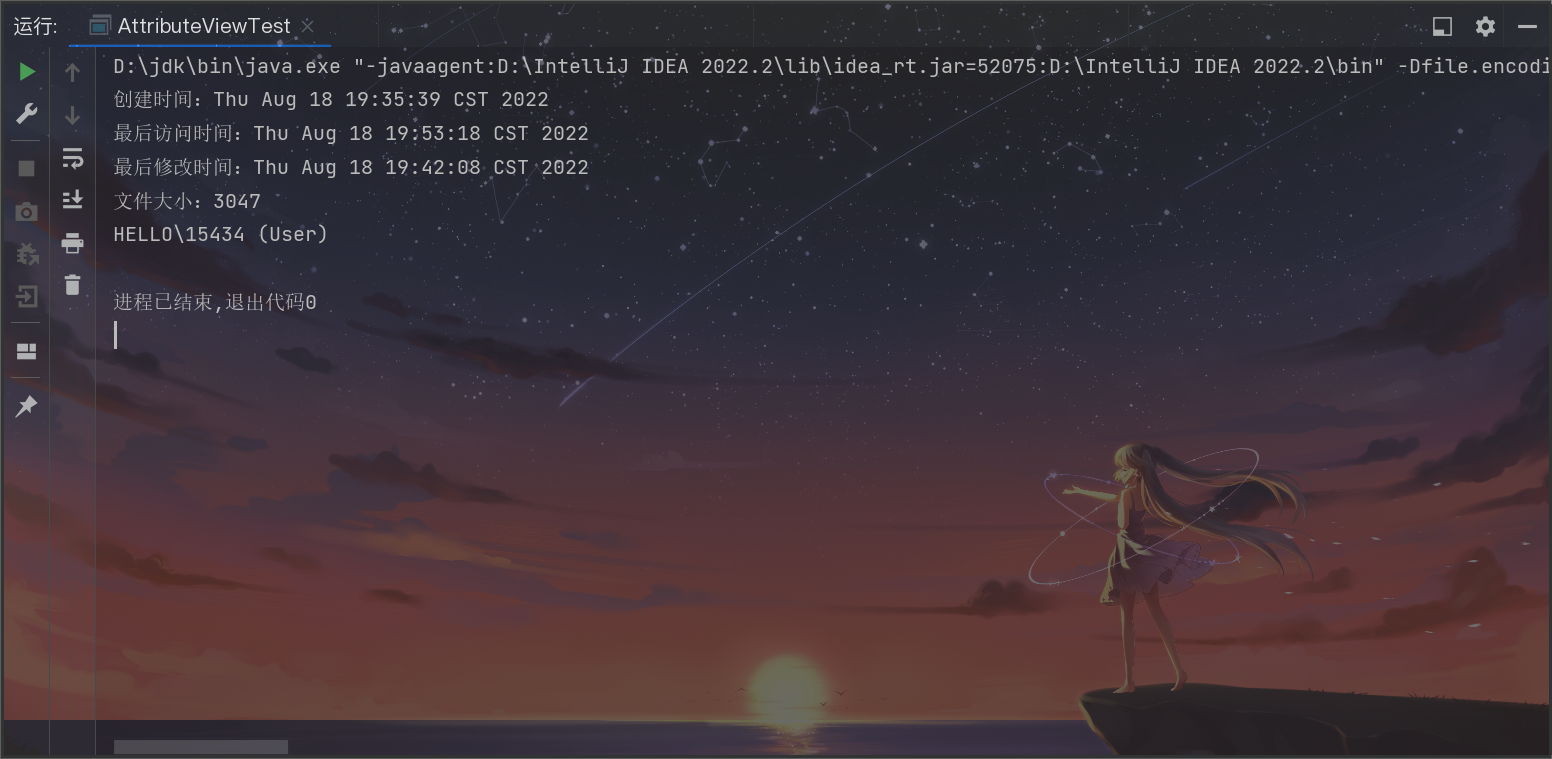 运行: AttributeViewTest
D:\jdk\bin\java.exe "-javaagent:D:\IntelliJ IDEA 2022.2\lib\idea_rt.jar=52075:D:\IntelliJ IDEA 2022.2\bin" -Dfile.encodi
创建时间：Thu Aug 18 19:35:39 CST 2022
最后访问时间：Thu Aug 18 19:53:18 CST 2022
最后修改时间：Thu Aug 18 19:42:08 CST 2022
文件大小：3047
HELLO\15434 (User)
进程已结束,退出代码0